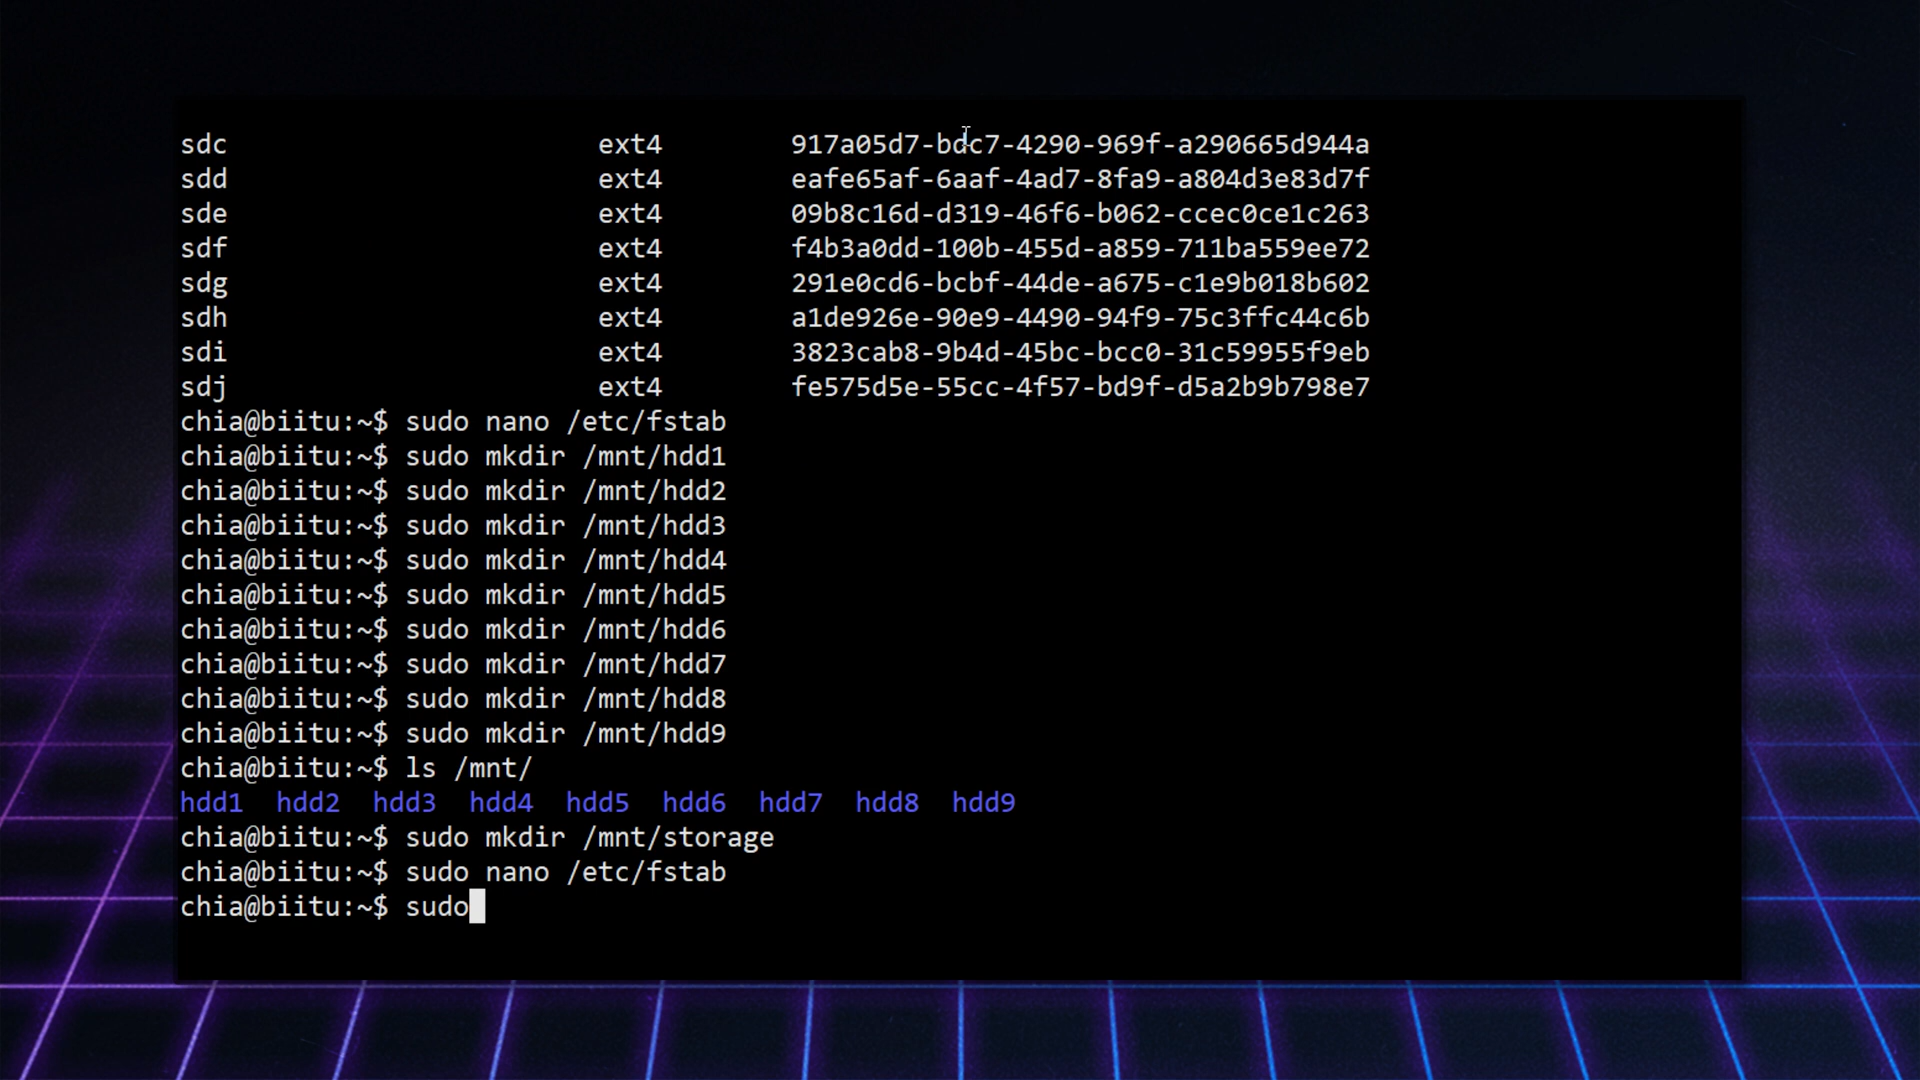 sdc ext4 917a05d7-bdc7-4290-969f-a290665d944a
sdd ext4 eafe65af-6aaf-4ad7-8fa9-a804d3e83d7f
sde ext4 09b8c16d-d319-46f6-b062-ccec0ce1c263
sdf ext4 f4b3a0dd-100b-455d-a859-711ba559ee72
sdg ext4 291e0cd6-bcbf-44de-a675-c1e9b018b602
sdh ext4 a1de926e-90e9-4490-94f9-75c3ffc44c6b
sdi ext4 3823cab8-9b4d-45bc-bcc0-31c59955f9eb
sdj ext4 fe575d5e-55cc-4f57-bd9f-d5a2b9b798e7
chia@biitu:~$ sudo nano /etc/fstab
chia@biitu:~$ sudo mkdir /mnt/hdd1
chia@biitu:~$ sudo mkdir /mnt/hdd2
chia@biitu:~$ sudo mkdir /mnt/hdd3
chia@biitu:~$ sudo mkdir /mnt/hdd4
chia@biitu:~$ sudo mkdir /mnt/hdd5
chia@biitu:~$ sudo mkdir /mnt/hdd6
chia@biitu:~$ sudo mkdir /mnt/hdd7
chia@biitu:~$ sudo mkdir /mnt/hdd8
chia@biitu:~$ sudo mkdir /mnt/hdd9
chia@biitu:~$ ls /mnt/
hdd1 hdd2 hdd3 hdd4 hdd5 hdd6 hdd7 hdd8 hdd9
chia@biitu:~$ sudo mkdir /mnt/storage
chia@biitu:~$ sudo nano /etc/fstab
chia@biitu:~$ sudo